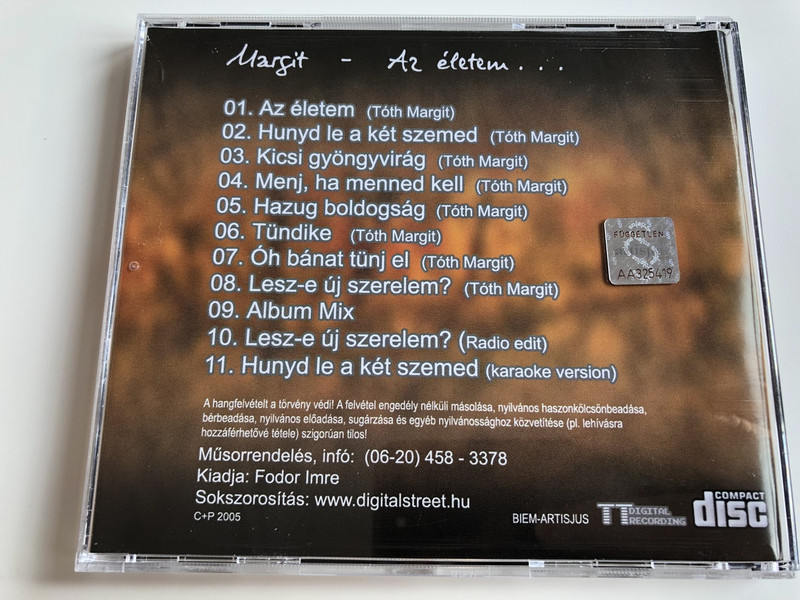 Margit - Az életem...
01. Az életem (Tóth Margit)
02. Hunyd le a két szemed (Tóth Margit)
03. Kicsi gyöngyvirág (Tóth Margit)
04. Menj, ha menned kell (Tóth Margit)
05. Hazug boldogság (Tóth Margit)
06. Tündike (Tóth Margit)
07. Óh bánat tünj el (Tóth Margit)
08. Lesz-e új szerelem? (Tóth Margit)
09. Album Mix
10. Lesz-e új szerelem? (Radio edit)
11. Hunyd le a két szemed (karaoke version)
FÜGGETLEN
AA325419
A hangfelvételt a törvény védi! A felvétel engedély nélküli másolása, nyilvános haszonkölcsönbeadása,
bérbeadása, nyilvános előadása, sugárzása és egyéb nyilvánossághoz közvetítése (pl. lehívásra
hozzáférhetővé tétele) szigorúan tilos!
Műsorrendelés, infó: (06-20) 458 - 3378
Kiadja: Fodor Imre
Sokszorosítás: www.digitalstreet.hu
C+P 2005
BIEM-ARTISJUS
TT DIGITAL
RECORDING
COMPACT
disc